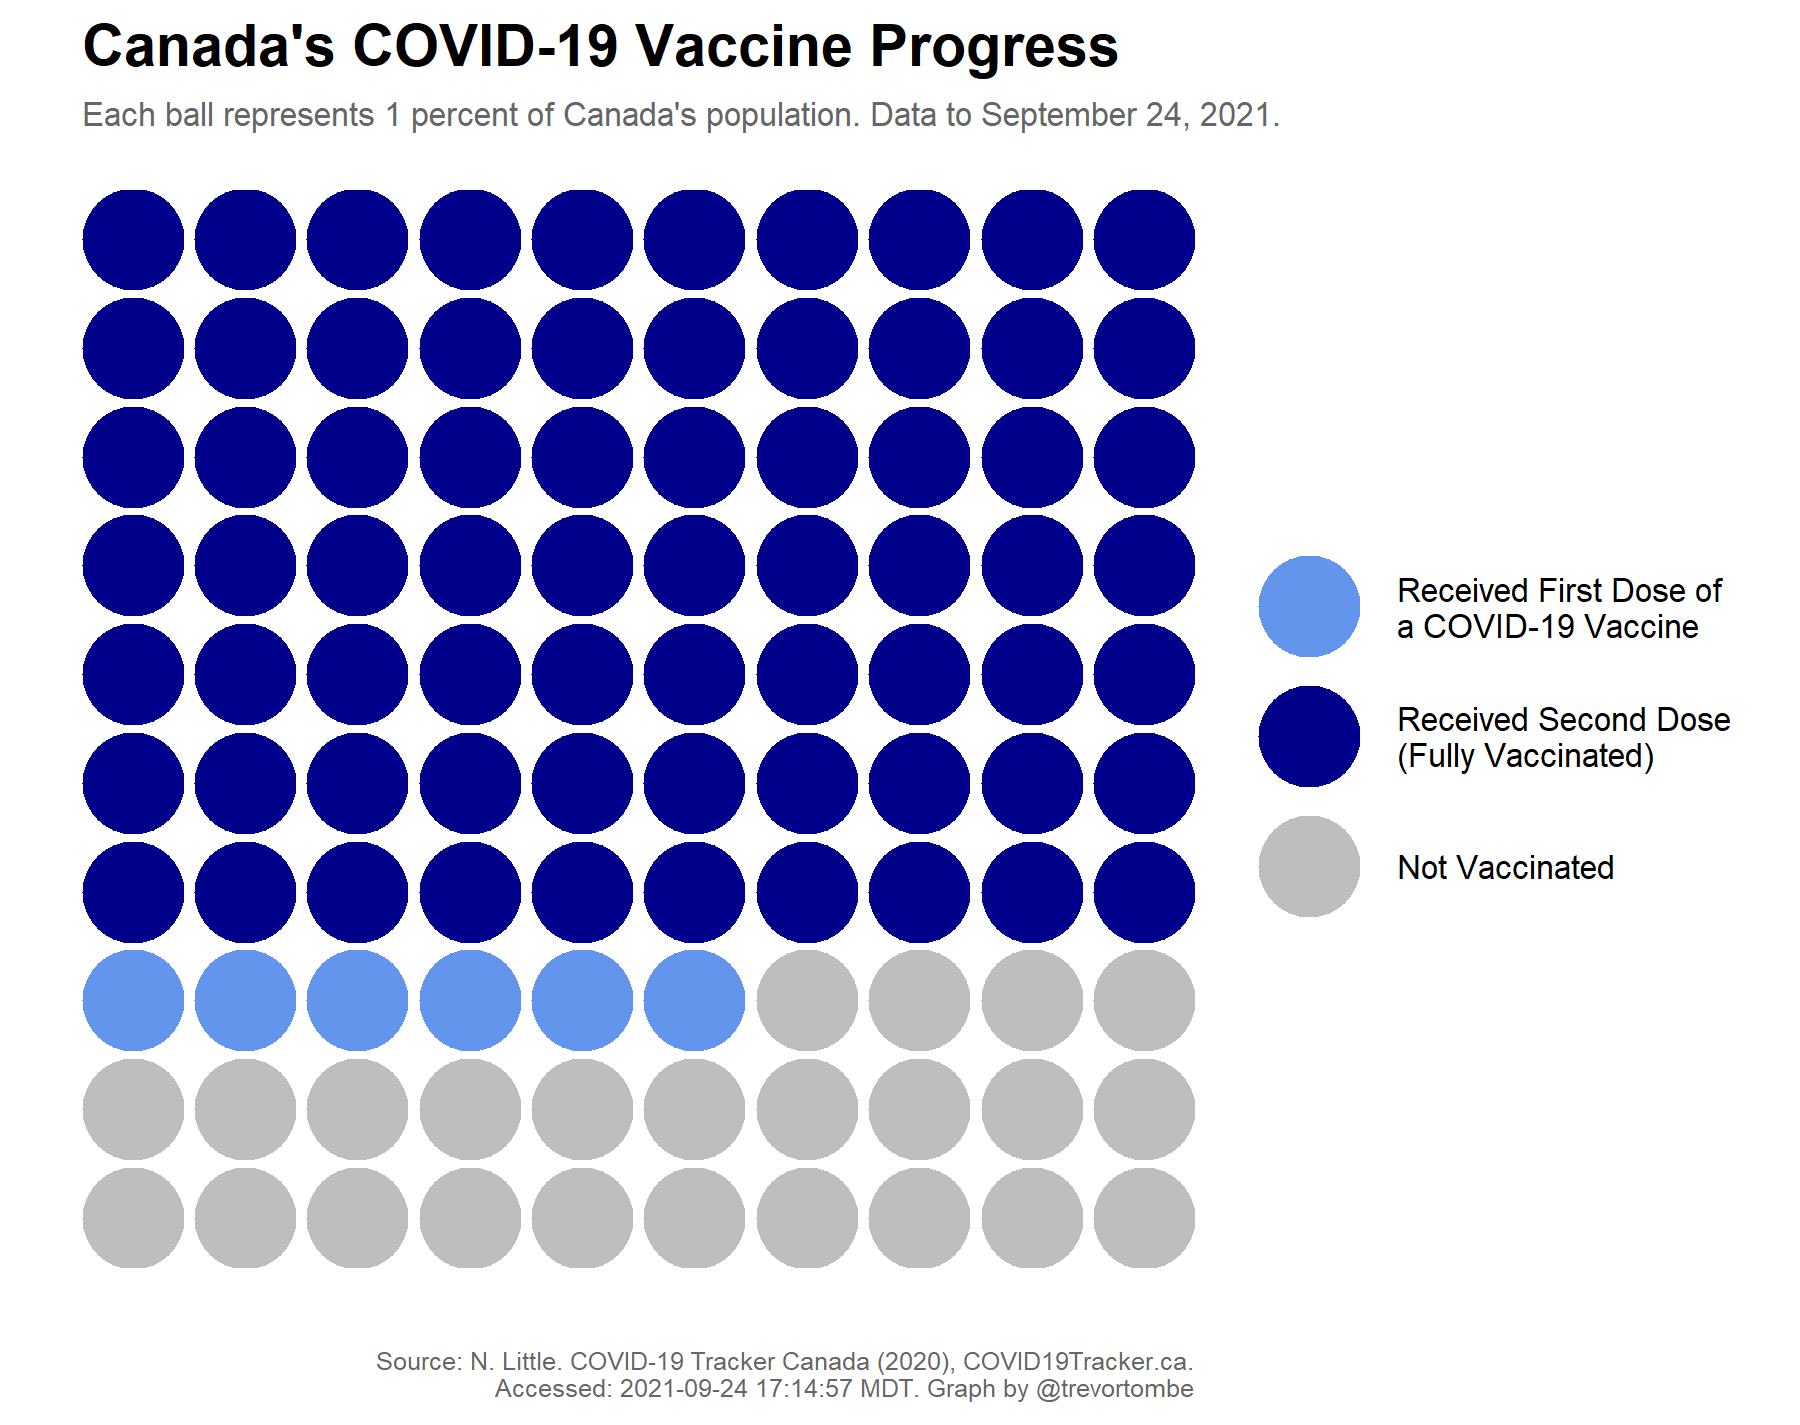 Canada's COVID-19 Vaccine Progress
Each ball represents 1 percent of Canada's population. Data to September 24, 2021.
Received First Dose of
a COVID-19 Vaccine
Received Second Dose
(Fully Vaccinated)
Not Vaccinated
Source: N. Little. COVID-19 Tracker Canada (2020), COVID19Tracker.ca.
Accessed: 2021-09-24 17:14:57 MDT. Graph by @trevortombe